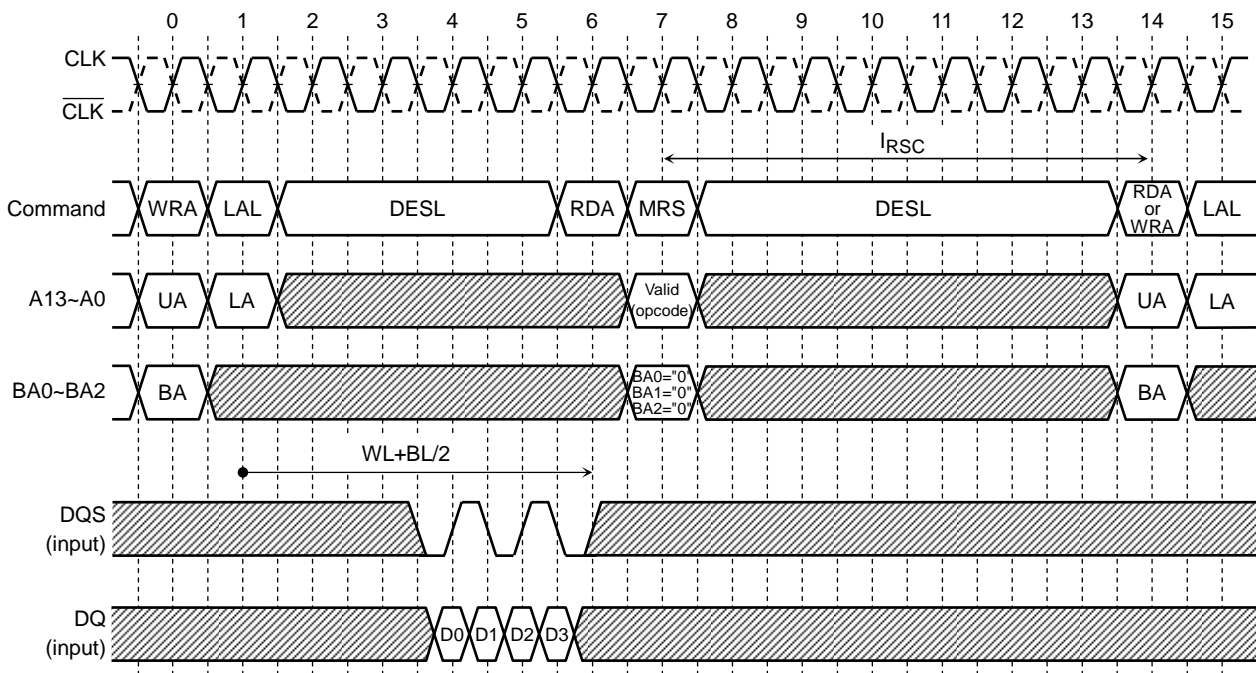 0 1 2 3 4 5 6 7 8 9 10 11 12 13 14 15
CLK
CLK
IRSC
Command WRA LAL DESL RDA MRS DESL RDA or WRA LAL
A13~A0 UA LA Valid (opcode) UA LA
BA0~BA2 BA BA0="0" BA1="0" BA2="0" BA
WL+BL/2
DQS
(input)
DQ
(input)
D0 D1 D2 D3